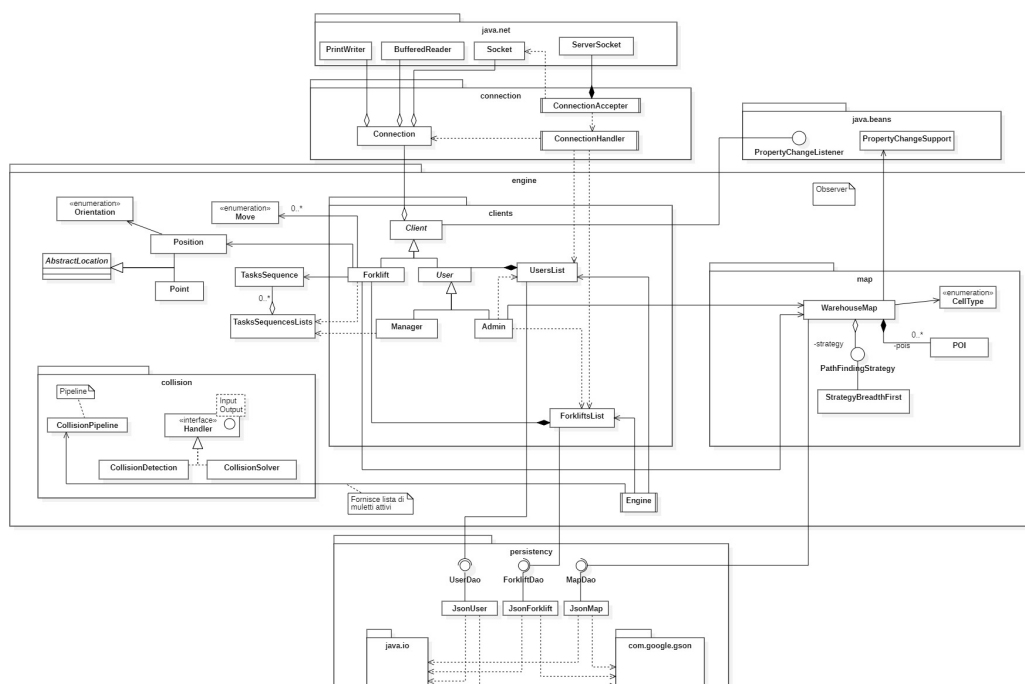 java.net
PrintWriter
BufferedReader
Socket
ServerSocket
connection
ConnectionAccepter
Connection
ConnectionHandler
java.beans
PropertyChangeListener
PropertyChangeSupport
engine
Observer
«enumeration»
Orientation
«enumeration»
Move
0..*
clients
Client
Position
AbstractLocation
Point
TasksSequence
0..*
TasksSequencesLists
Forklift
User
UsersList
Manager
Admin
ForkliftsList
map
WarehouseMap
«enumeration»
CellType
-strategy
-pois
0..*
POI
PathFindingStrategy
StrategyBreadthFirst
collision
Pipeline
CollisionPipeline
Input
Output
«interface»
Handler
CollisionDetection
CollisionSolver
Fornisce lista di
muletti attivi
Engine
persistency
UserDao
ForkliftDao
MapDao
JsonUser
JsonForklift
JsonMap
java.io
com.google.gson